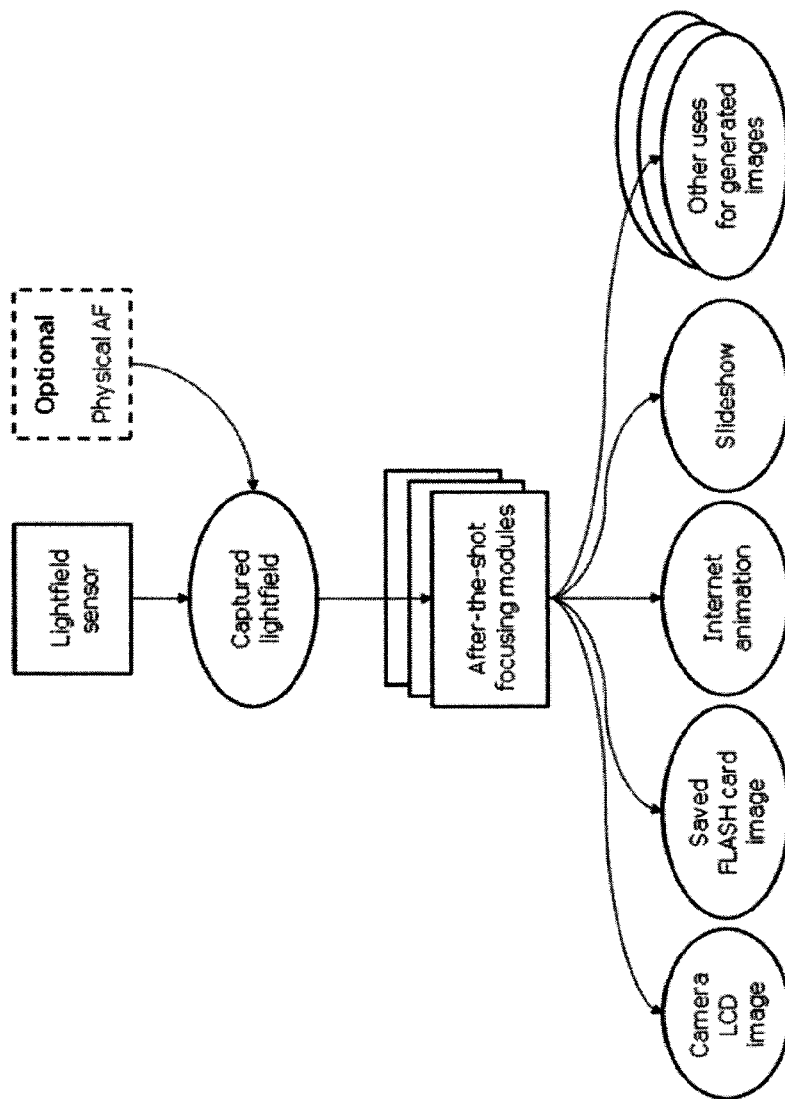 Lightfield
sensor
Optional
Physical AF
Captured
lightfield
After-the-shot
focusing modules
Camera
LCD
image
Saved
FLASH card
image
Internet
animation
Slideshow
Other uses
for generated
images